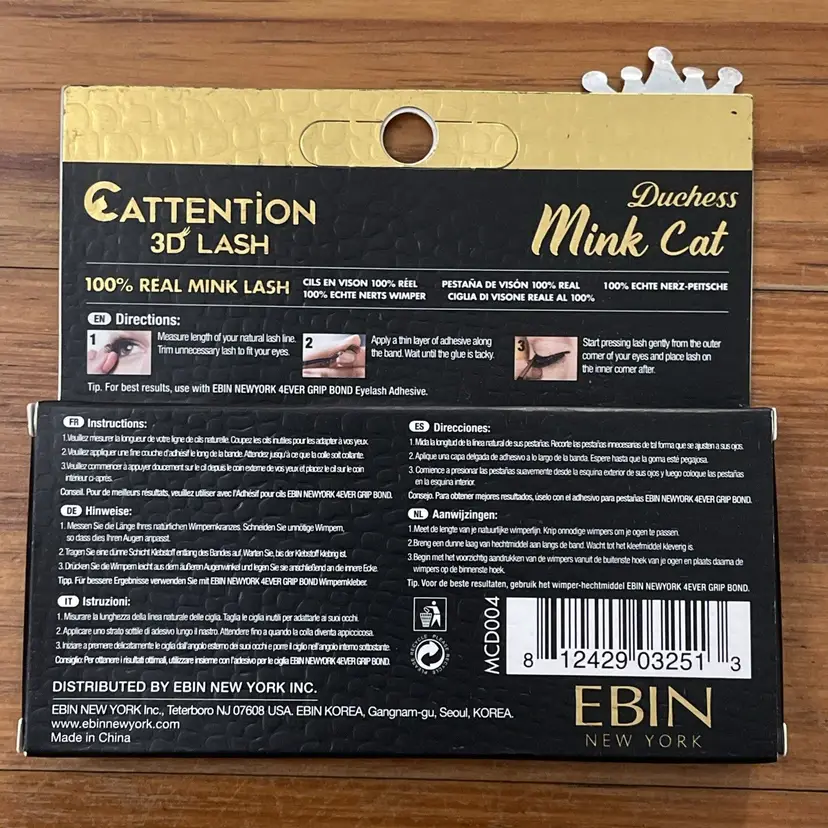 CATTENTION
3D LASH
Duchess
Mink Cat
100% REAL MINK LASH
CILS EN VISON 100% RÉEL
PESTAÑA DE VISÓN 100% REAL
100% ECHTE NERZ-PEITSCHE
100% ECHTE NERTS WIMPER
CIGLIA DI VISONE REALE AL 100%
EN Directions:
1
Measure length of your natural lash line.
Trim unnecessary lash to fit your eyes.
2
Apply a thin layer of adhesive along
the band. Wait until the glue is tacky.
3
Start pressing lash gently from the outer
corner of your eyes and place lash on
the inner corner after.
Tip. For best results, use with EBIN NEWYORK 4EVER GRIP BOND Eyelash Adhesive.
FR Instructions:
1.Veuillez mesurer la longueur de votre ligne de cils naturelle. Coupez les cils inutiles pour les adapter à vos yeux.
2.Veuillez appliquer une fine couche d'adhésif le long de la bande. Attendez jusqu'à ce que la colle soit collante.
3.Veuillez commencer à appuyer doucement sur le cil depuis le coin externe de vos yeux et placez le cil sur le coin
intérieur ci-après.
Conseil. Pour de meilleurs résultats, veuillez utiliser avec l'Adhésif pour cils EBIN NEWYORK 4EVER GRIP BOND.
DE Hinweise:
1. Messen Sie die Länge Ihres natürlichen Wimpernkranzes. Schneiden Sie unnötige Wimpern,
so dass dies Ihren Augen anpasst.
2.Tragen Sie eine dünne Schicht Klebstoff entlang des Bandes auf. Warten Sie, bis der Klebstoff klebrig ist.
3. Drücken Sie die Wimpern leicht aus dem äußeren Augenwinkel und legen Sie sie anschließend an die innere Ecke.
Tipp. Für bessere Ergebnisse verwenden Sie mit EBIN NEWYORK 4EVER GRIP BOND Wimpernkleber.
IT Istruzioni:
1. Misurare la lunghezza della linea naturale delle ciglia. Taglia le ciglia inutili per adattarle ai suoi occhi.
2. Applicare uno strato sottile di adesivo lungo il nastro. Attendere fino a quando la colla diventa appiccicosa.
3. Iniziare a premere delicatamente le ciglia dall'angolo esterno dei suoi occhi e porre il ciglio nell'angolo interno sottostante.
Consiglio: Per ottenere i risultati ottimali, utilizzare insieme con l'adesivo per le ciglia EBIN NEWYORK 4EVER GRIP BOND.
ES Direcciones:
1. Mida la longitud de la línea natural de sus pestañas. Recorte las pestañas innecesarias de tal forma que se ajusten a sus ojos.
2. Aplique una capa delgada de adhesivo a lo largo de la banda. Espere hasta que la goma esté pegajosa.
3. Comience a presionar las pestañas suavemente desde la esquina exterior de sus ojos y luego coloque las pestañas
en la esquina interior.
Consejo. Para obtener mejores resultados, úselo con el adhesivo para pestañas EBIN NEWYORK 4EVER GRIP BOND.
NL Aanwijzingen:
1. Meet de lengte van je natuurlijke wimperlijn. Knip onnodige wimpers om je ogen te passen.
2.Breng een dunne laag van hechtmiddel aan langs de band. Wacht tot het kleefmiddel kleverig is.
3.Begin met het voorzichtig aandrukken van de wimpers vanuit de buitenste hoek van je ogen en plaats daarna de
wimpers op de binnenste hoek.
Tip. Voor de beste resultaten, gebruik het wimper-hechtmiddel EBIN NEWYORK 4EVER GRIP BOND.
MCD004
8 12429 03251 3
DISTRIBUTED BY EBIN NEW YORK INC.
EBIN NEW YORK INC., Teterboro NJ 07608 USA. EBIN KOREA, Gangnam-gu, Seoul, KOREA.
www.ebinnewyork.com
Made in China
EBIN
NEW YORK